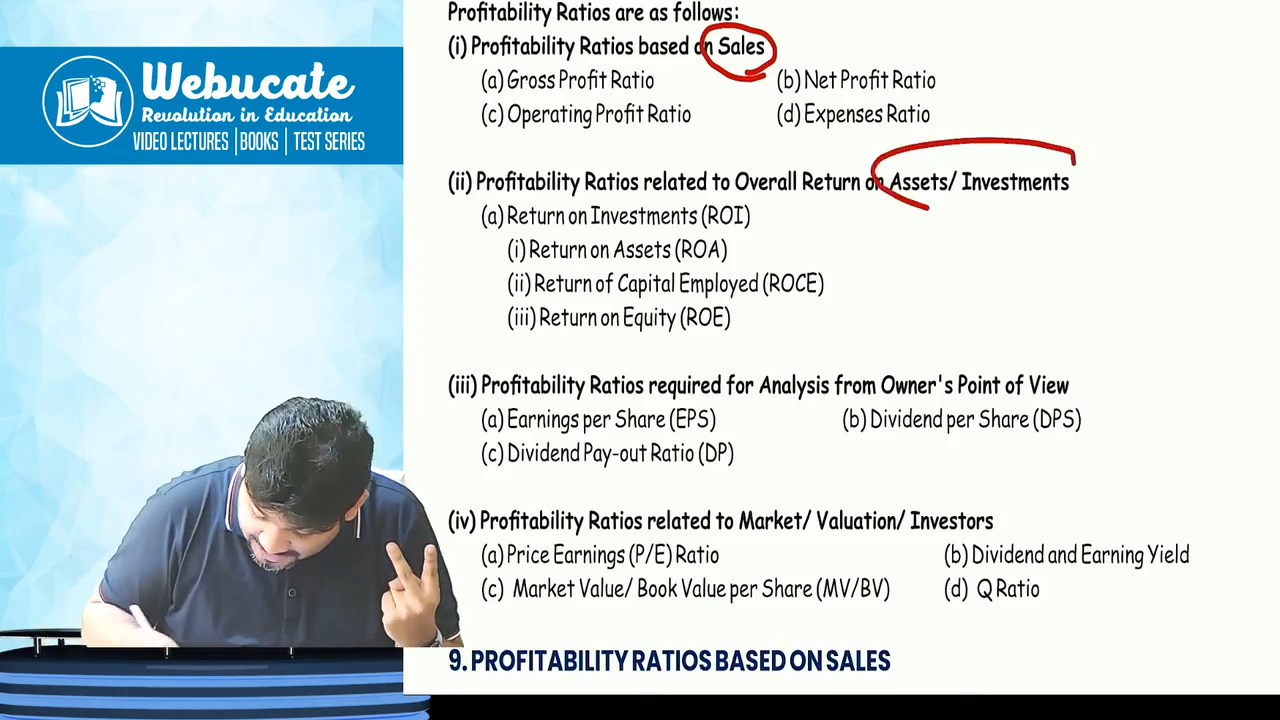 Webucate
Revolution in Education
VIDEO LECTURES | BOOKS | TEST SERIES
Profitability Ratios are as follows:
(i) Profitability Ratios based on Sales
(a) Gross Profit Ratio (b) Net Profit Ratio
(c) Operating Profit Ratio (d) Expenses Ratio
(ii) Profitability Ratios related to Overall Return on Assets/ Investments
(a) Return on Investments (ROI)
(i) Return on Assets (ROA)
(ii) Return of Capital Employed (ROCE)
(iii) Return on Equity (ROE)
(iii) Profitability Ratios required for Analysis from Owner's Point of View
(a) Earnings per Share (EPS) (b) Dividend per Share (DPS)
(c) Dividend Pay-out Ratio (DP)
(iv) Profitability Ratios related to Market/ Valuation/ Investors
(a) Price Earnings (P/E) Ratio (b) Dividend and Earning Yield
(c) Market Value/ Book Value per Share (MV/BV) (d) Q Ratio
9. PROFITABILITY RATIOS BASED ON SALES